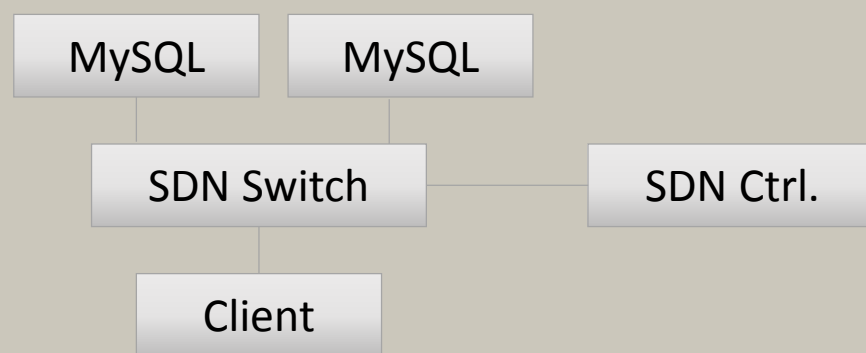 MySQL
MySQL
SDN Switch
SDN Ctrl.
Client